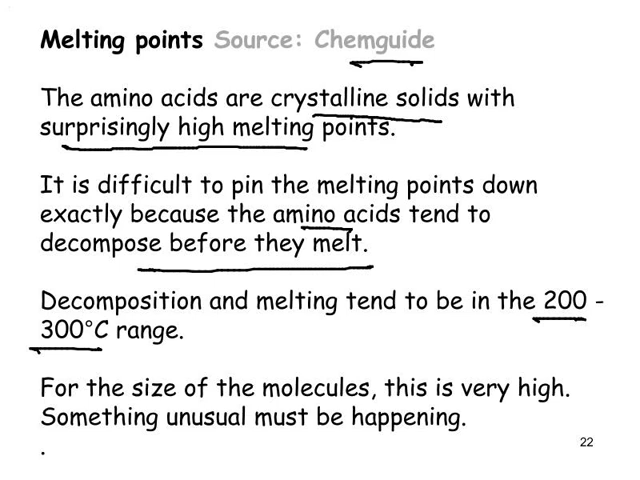 Melting points Source: Chemguide
The amino acids are crystalline solids with
surprisingly high melting points.
It is difficult to pin the melting points down
exactly because the amino acids tend to
decompose before they melt.
Decomposition and melting tend to be in the 200 -
300°C range.
For the size of the molecules, this is very high.
Something unusual must be happening.
.
22